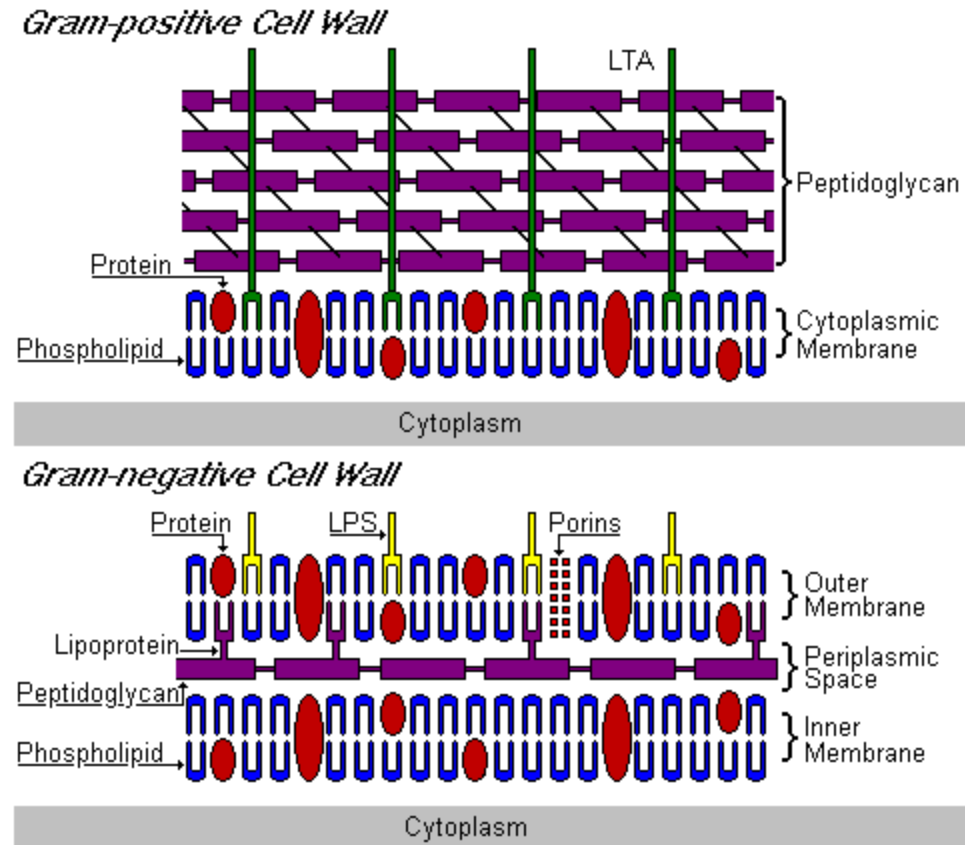 Gram-positive Cell Wall
LTA
Peptidoglycan
Protein
Cytoplasmic
Membrane
Phospholipid
Cytoplasm
Gram-negative Cell Wall
Protein
LPS
Porins
Outer
Membrane
Lipoprotein
Periplasmic
Space
Peptidoglycan
Inner
Membrane
Phospholipid
Cytoplasm